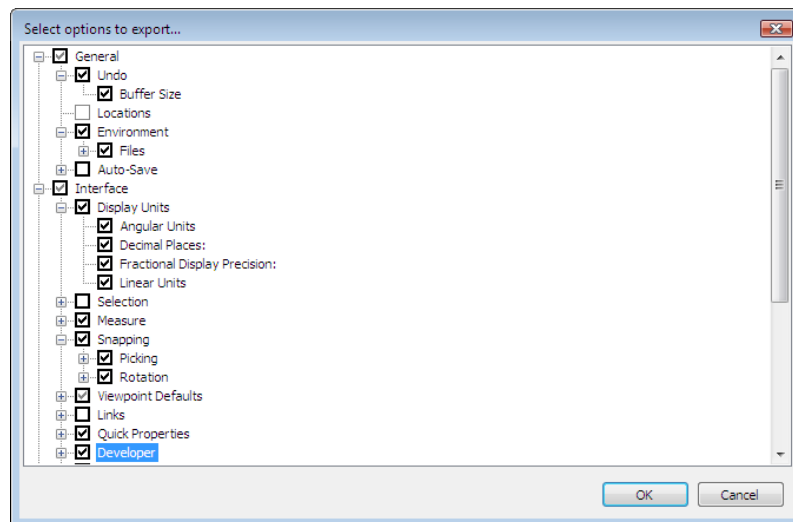 Select options to export...
General
Undo
Buffer Size
Locations
Environment
Files
Auto-Save
Interface
Display Units
Angular Units
Decimal Places:
Fractional Display Precision:
Linear Units
Selection
Measure
Snapping
Picking
Rotation
Viewpoint Defaults
Links
Quick Properties
Developer
OK Cancel